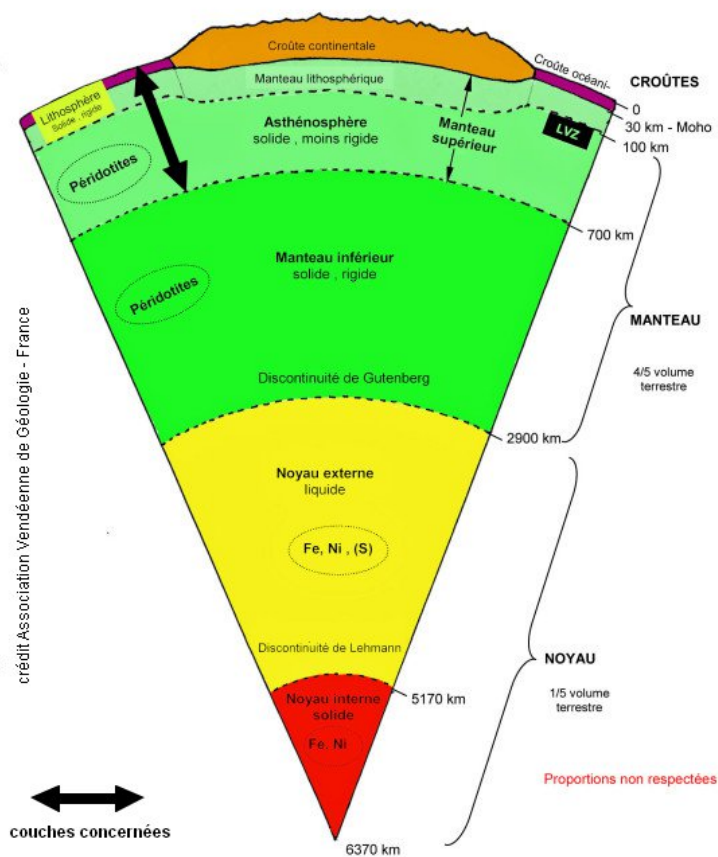 Croûte continentale
Croûte océani-
CROÛTES
Manteau lithosphérique
0
Lithosphère
Solide , rigide
30 km - Moho
LVZ
100 km
Asthénosphère
solide , moins rigide
Manteau
supérieur
Péridotites
700 km
Manteau inférieur
solide , rigide
Péridotites
MANTEAU
4/5 volume
terrestre
Discontinuité de Gutenberg
2900 km
Noyau externe
liquide
Fe, Ni , (S)
Discontinuité de Lehmann
NOYAU
1/5 volume
terrestre
5170 km
Noyau interne
solide
Fe. Ni
Proportions non respectées
6370 km
couches concernées
crédit Association Vendéenne de Géologie - France